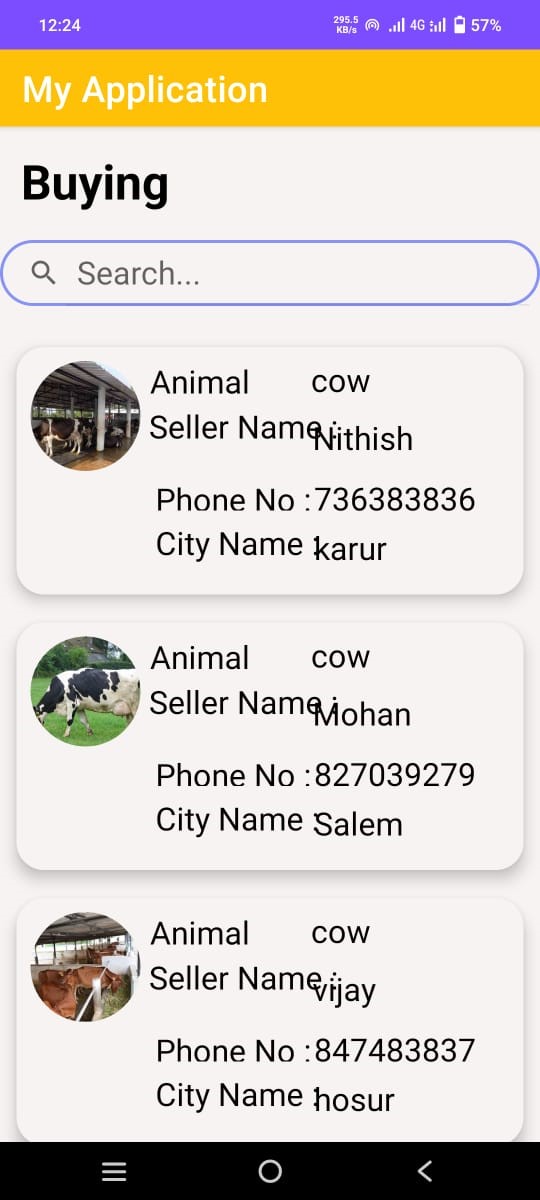 12:24 295.5 KB/s 4G 57%
My Application
Buying
Search...
Animal cow
Seller Name : Nithish
Phone No : 736383836
City Name : karur
Animal cow
Seller Name : Mohan
Phone No : 827039279
City Name : Salem
Animal cow
Seller Name : vijay
Phone No : 847483837
City Name : hosur